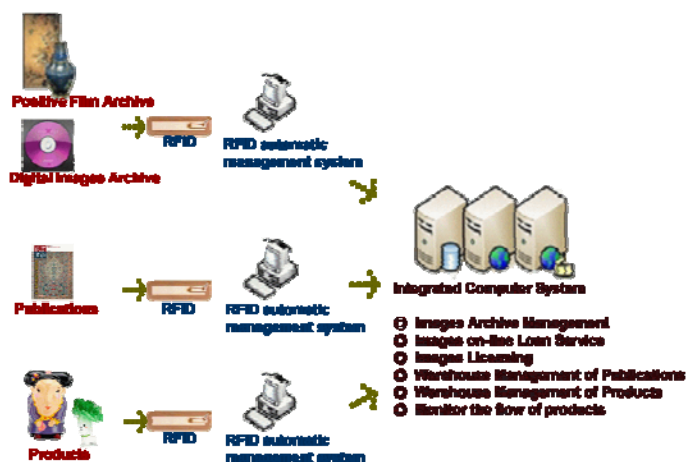 Positive Film Archive
RFID
RFID automatic
management system
Digital Images Archive
Publications
RFID
RFID automatic
management system
Integrated Computer System
Images Archive Management
Images on-line Loan Service
Images Licensing
Warehouse Management of Publications
Warehouse Management of Products
Monitor the flow of products
Products
RFID
RFID automatic
management system